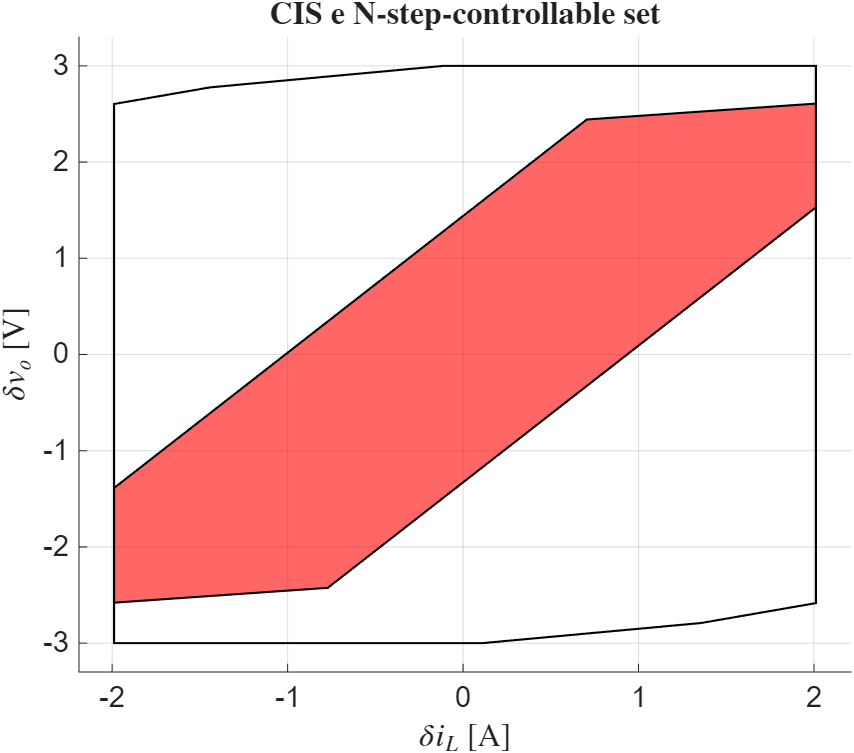 CIS e N-step-controllable set
3
2
1
0
-1
-2
-3
δv_o [V]
-2 -1 0 1 2
δi_L [A]